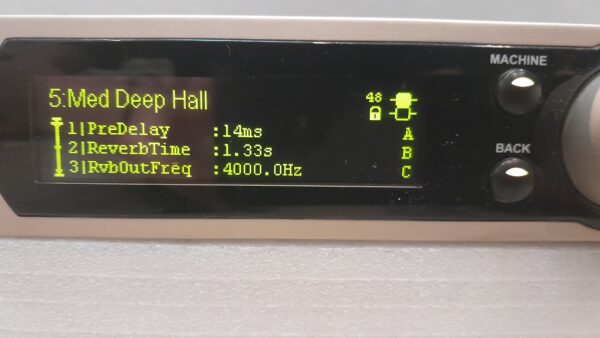 MACHINE
5:Med Deep Hall 48
1|PreDelay :14ms A
2|ReverbTime :1.33s B
3|RvbOutFreq :4000.0Hz C
BACK